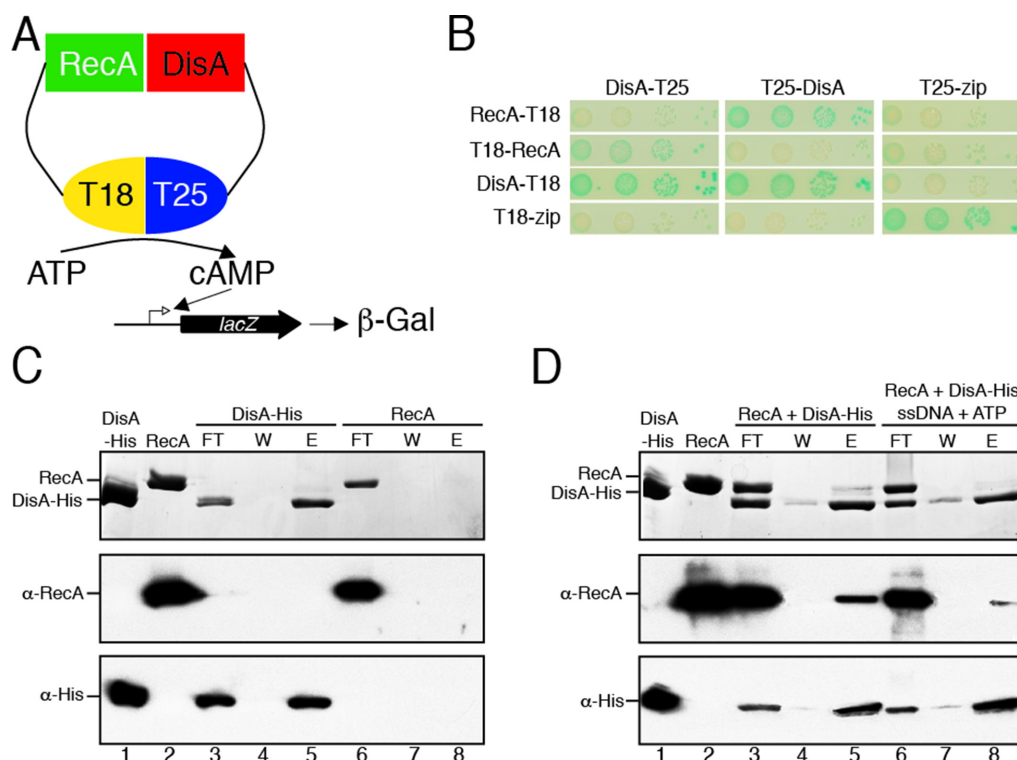 A
RecA DisA
T18 T25
ATP cAMP
lacZ β-Gal
B
DisA-T25 T25-DisA T25-zip
RecA-T18
T18-RecA
DisA-T18
T18-zip
C
DisA
-His RecA DisA-His RecA
FT W E FT W E
RecA
DisA-His
α-RecA
α-His
1 2 3 4 5 6 7 8
D
DisA
-His RecA RecA + DisA-His RecA + DisA-His
ssDNA + ATP
FT W E FT W E
RecA
DisA-His
α-RecA
α-His
1 2 3 4 5 6 7 8